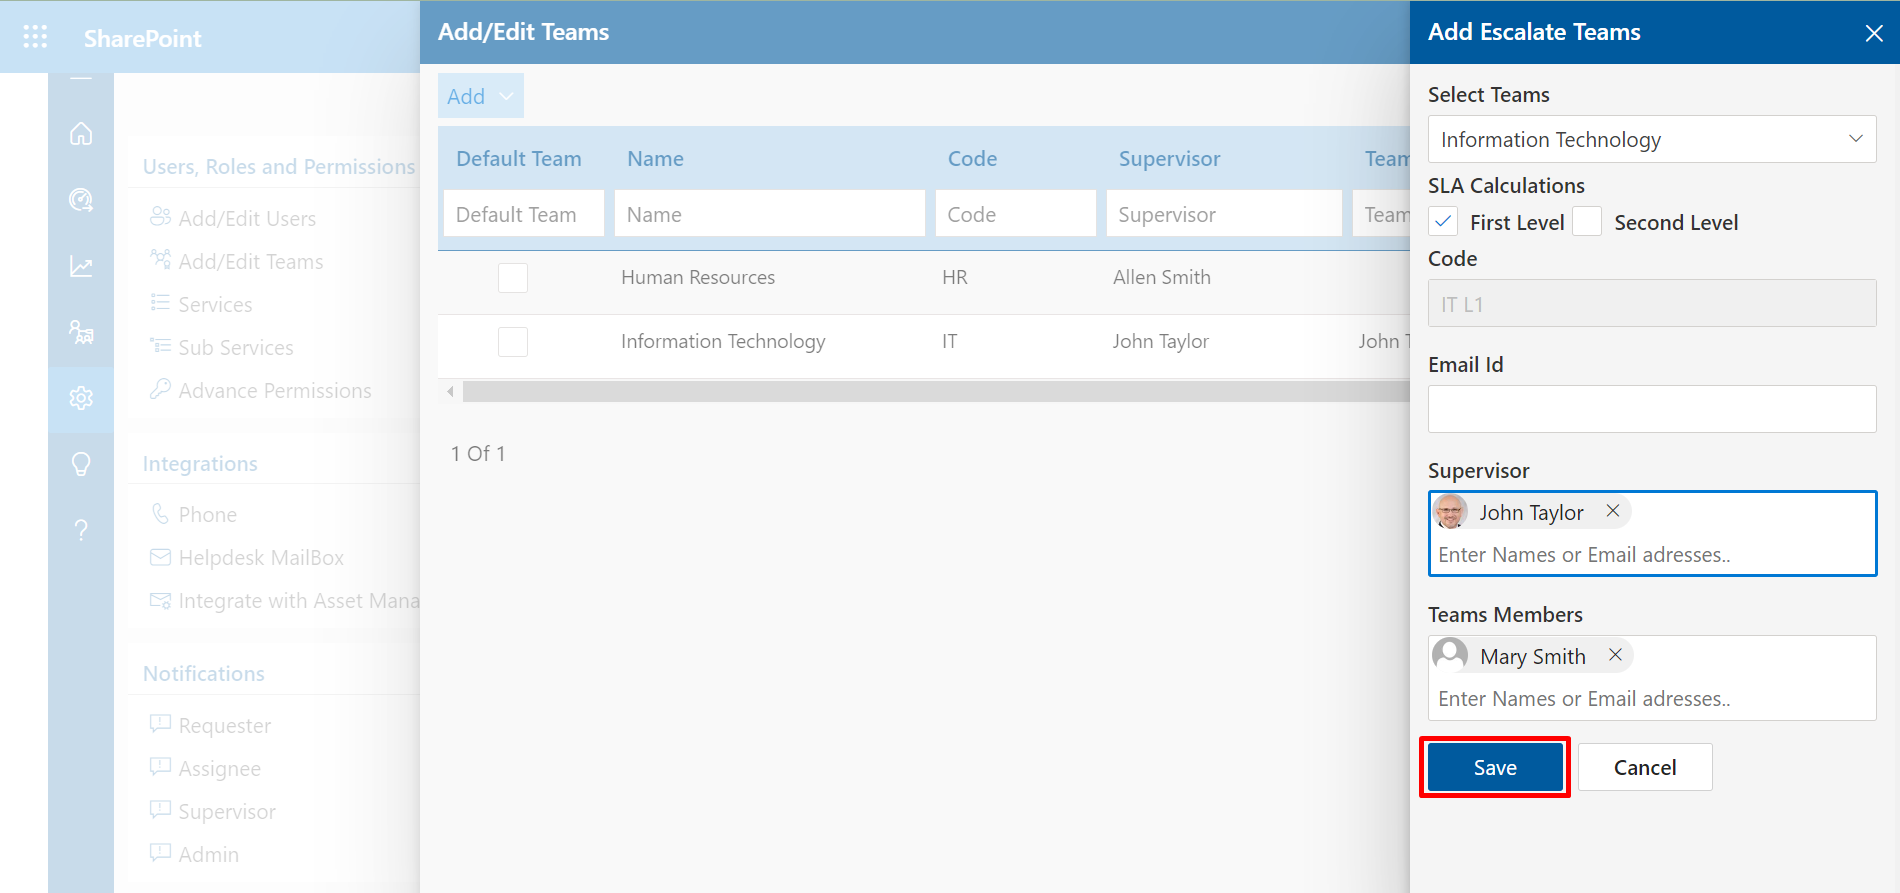 SharePoint
Users, Roles and Permissions
Add/Edit Users
Add/Edit Teams
Services
Sub Services
Advance Permissions
Integrations
Phone
Helpdesk MailBox
Integrate with Asset Mana
Notifications
Requester
Assignee
Supervisor
Admin
Add/Edit Teams
Add
Default Team Name Code Supervisor Team
Default Team Name Code Supervisor Team
Human Resources HR Allen Smith
Information Technology IT John Taylor John T
1 Of 1
Add Escalate Teams
Select Teams
Information Technology
SLA Calculations
First Level Second Level
Code
IT L1
Email Id
Supervisor
John Taylor
Enter Names or Email adresses..
Teams Members
Mary Smith
Enter Names or Email adresses..
Save Cancel